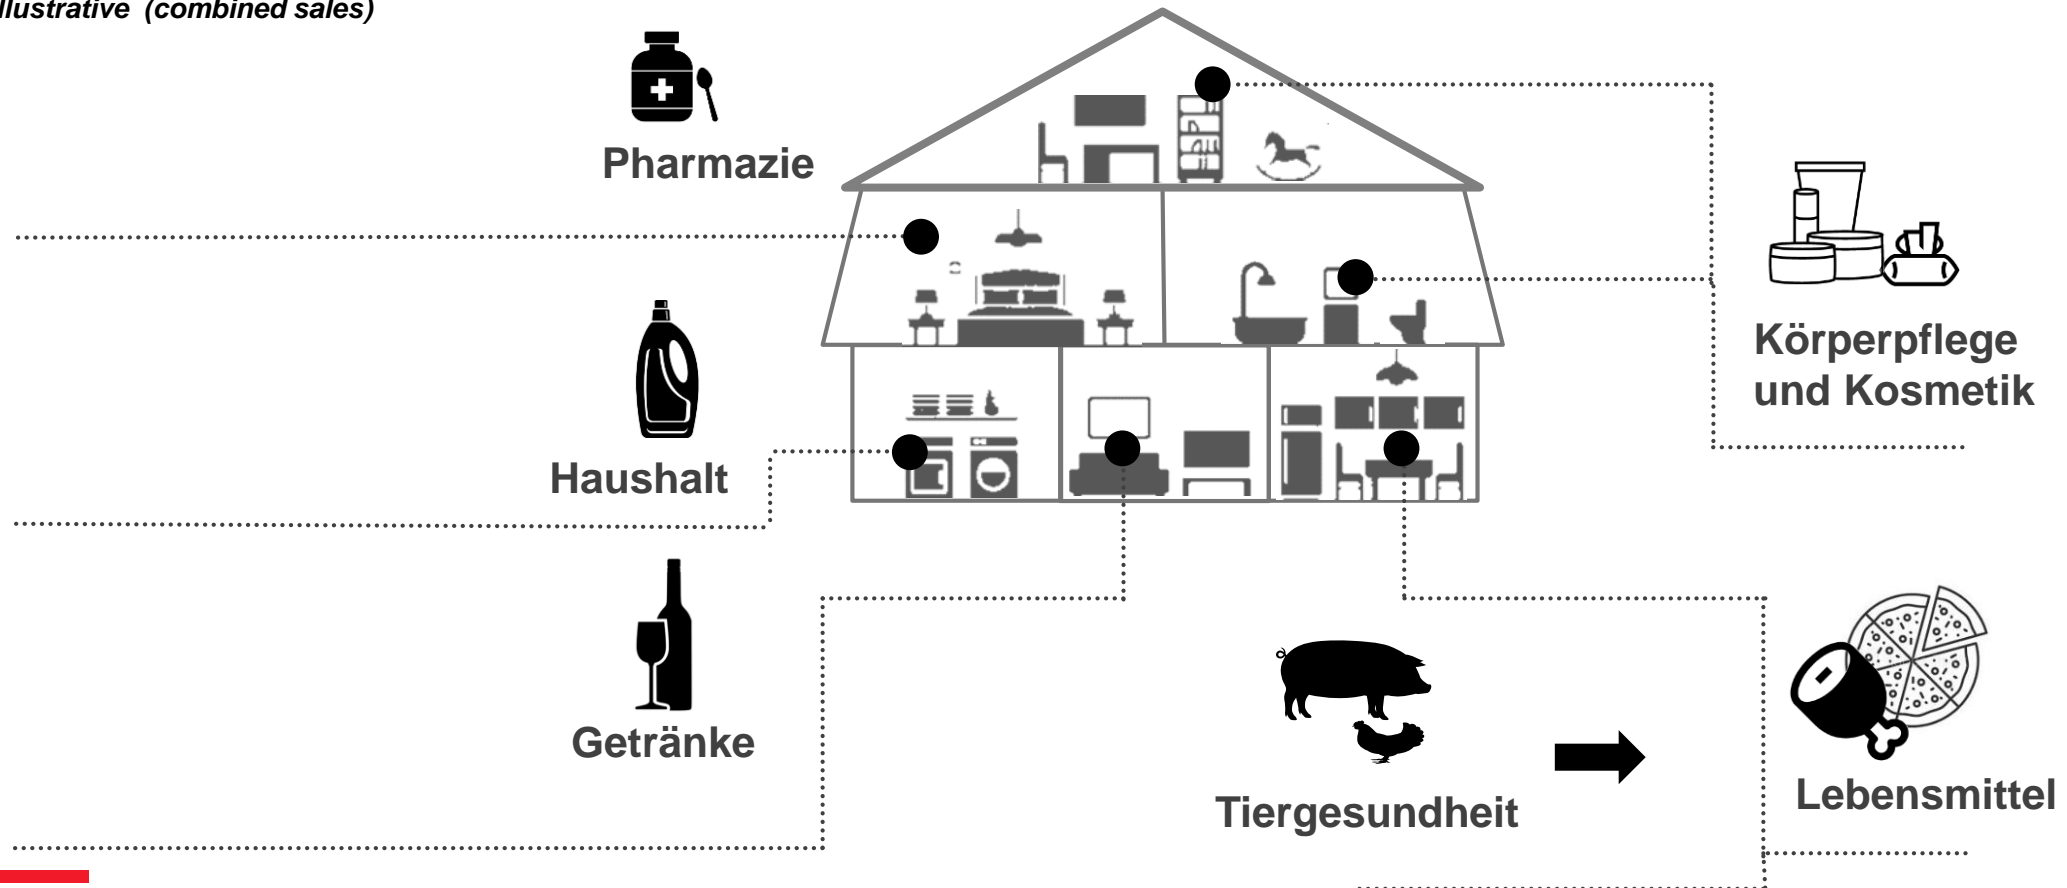 llustrative (combined sales)
Pharmazie
Körperpflege
und Kosmetik
Haushalt
Getränke
Tiergesundheit
Lebensmittel